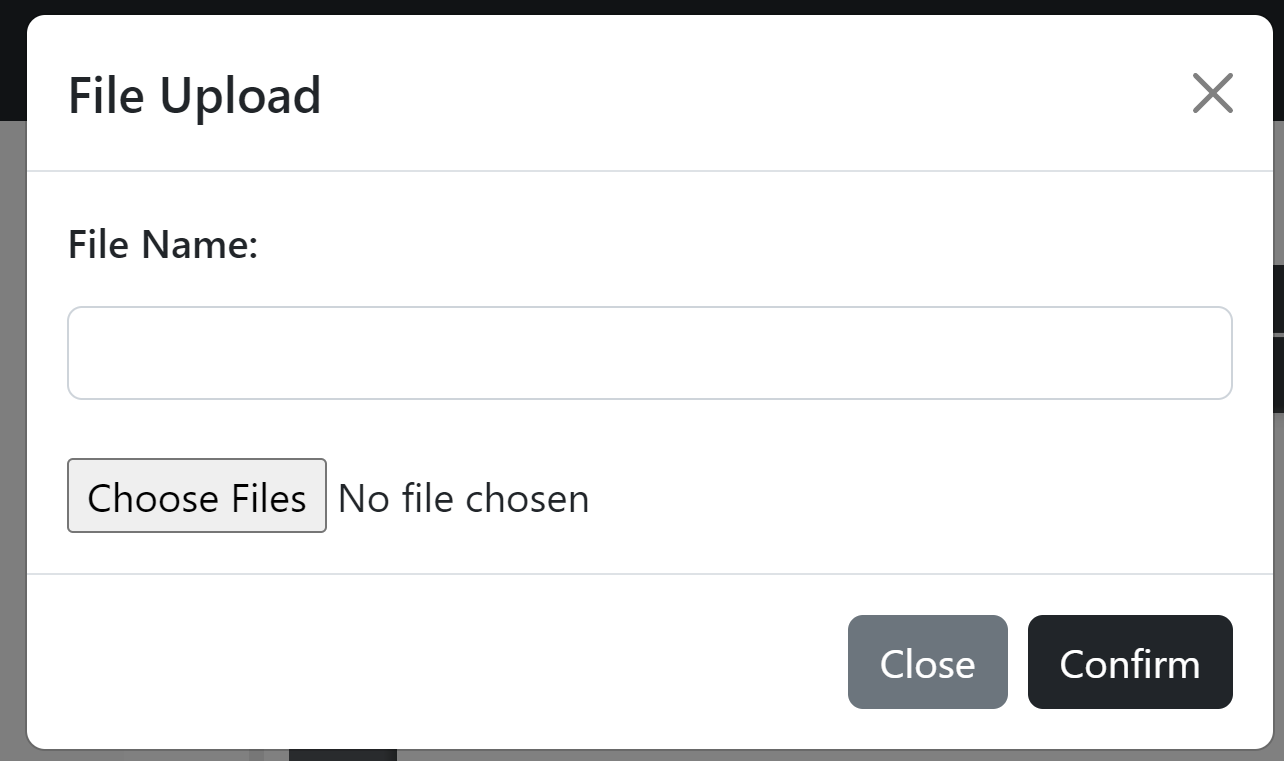 File Upload
File Name:
Choose Files No file chosen
Close Confirm